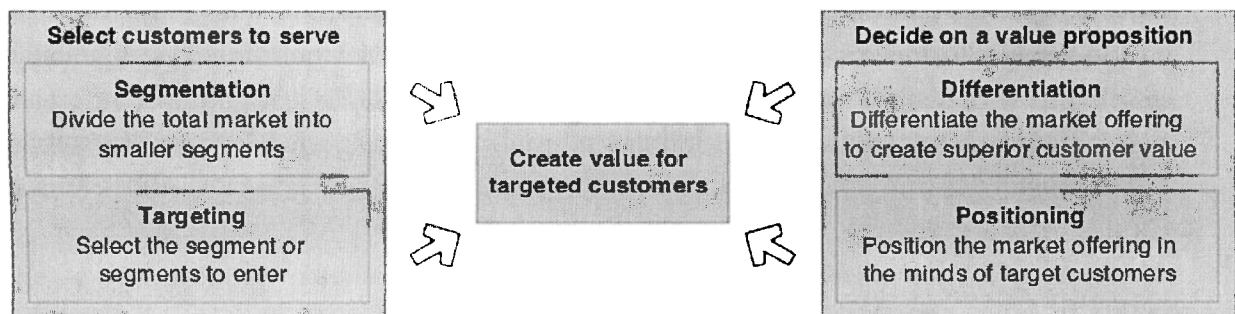 Select customers to serve
Segmentation
Divide the total market into
smaller segments
Targeting
Select the segment or
segments to enter
Create value for
targeted customers
Decide on a value proposition
Differentiation
Differentiate the market offering
to create superior customer value
Positioning
Position the market offering in
the minds of target customers